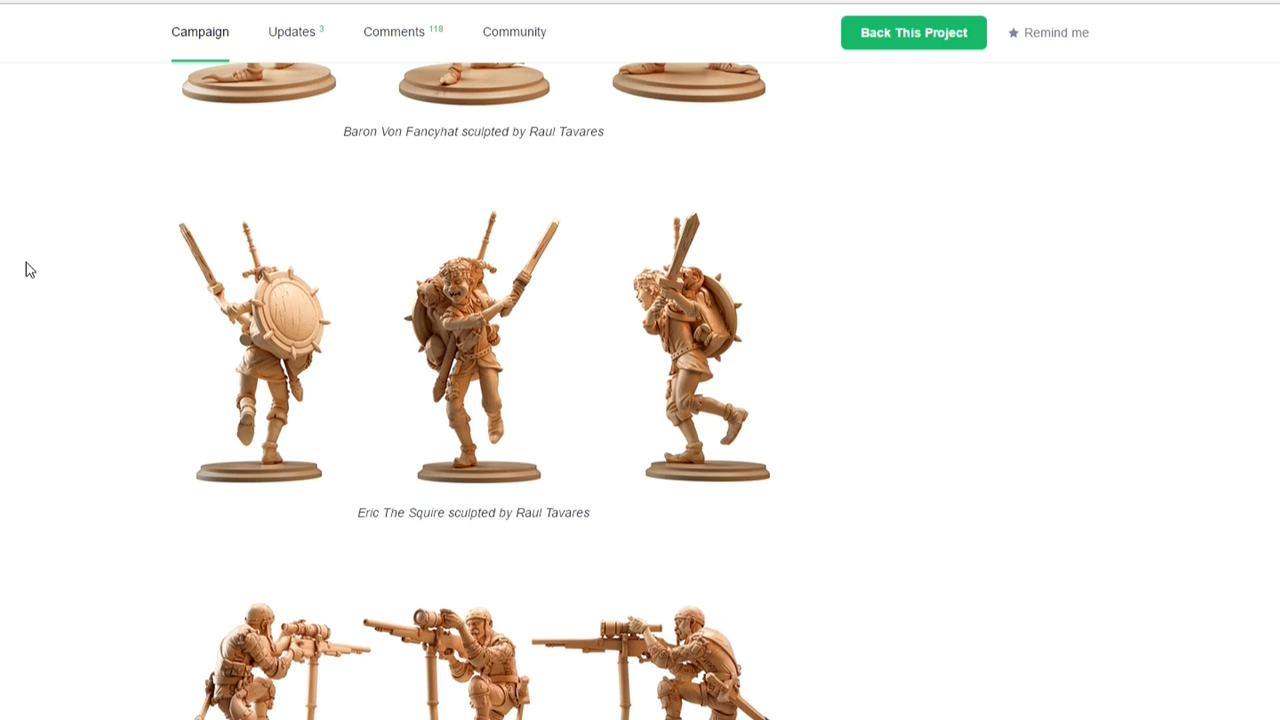 Campaign
Updates 3
Comments 118
Community
Back This Project
Remind me
Baron Von Fancyhat sculpted by Raul Tavares
Eric The Squire sculpted by Raul Tavares